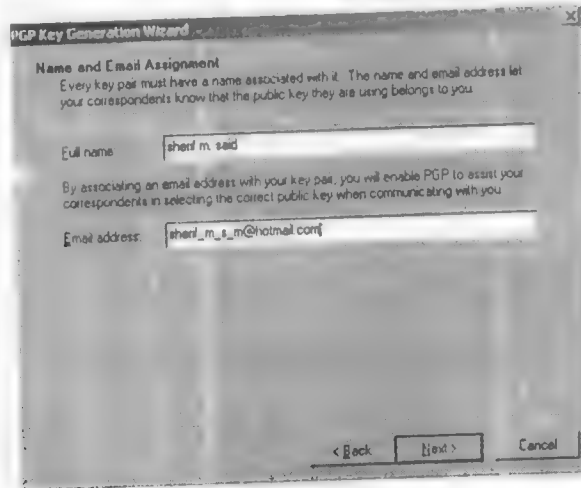 PGP Key Generation Wizard
Name and Email Assignment
Every key pair must have a name associated with it. The name and email address let
your correspondents know that the public key they are using belongs to you.
Full name
sherif m. said
By associating an email address with your key pair, you will enable PGP to assist your
correspondents in selecting the correct public key when communicating with you.
Email address:
sherif_m_s_m@hotmail.com
< Back
Next >
Cancel